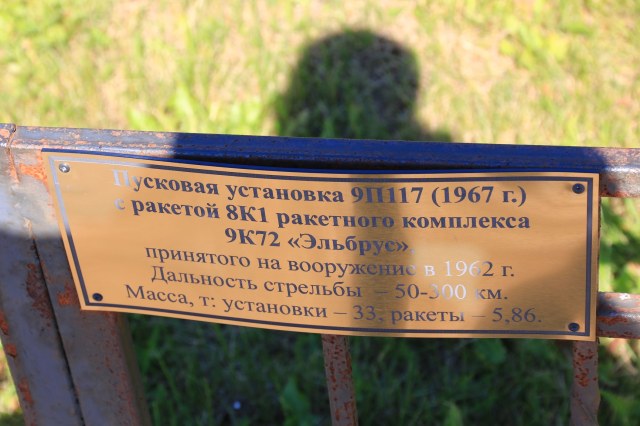 Пусковая установка 9П117 (1967 г.)
с ракетой 8К1 ракетного комплекса
9К72 «Эльбрус»
принятого на вооружение в 1962 г.
Дальность стрельбы – 50-300 км.
Масса, т: установки – 33, ракеты – 5,86.